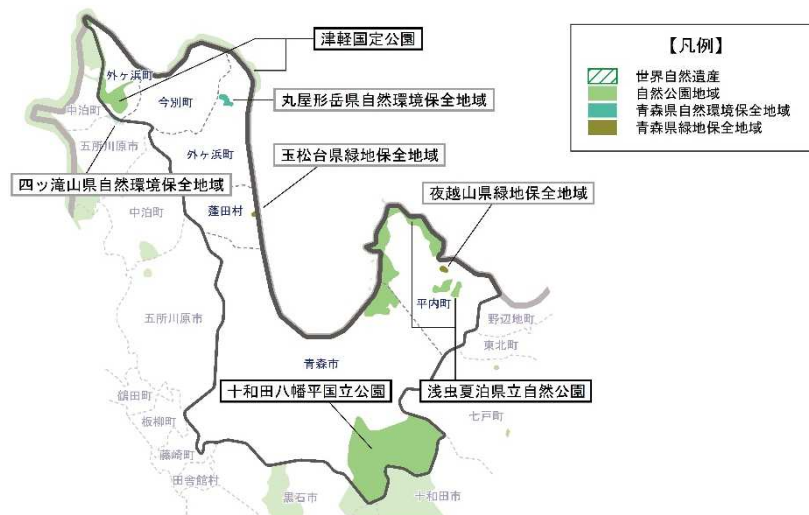 津軽国定公園
【凡例】
世界自然遺産
自然公園地域
青森県自然環境保全地域
青森県緑地保全地域
外ヶ浜町
今別町
丸屋形岳県自然環境保全地域
中泊町
五所川原市
外ヶ浜町
玉松台県緑地保全地域
四ッ滝山県自然環境保全地域
夜越山県緑地保全地域
中泊町
蓬田村
平内町
五所川原市
野辺地町
東北町
青森市
十和田八幡平国立公園
浅虫夏泊県立自然公園
鶴田町
七戸町
板柳町
藤崎町
田舎館村
黒石市
十和田市